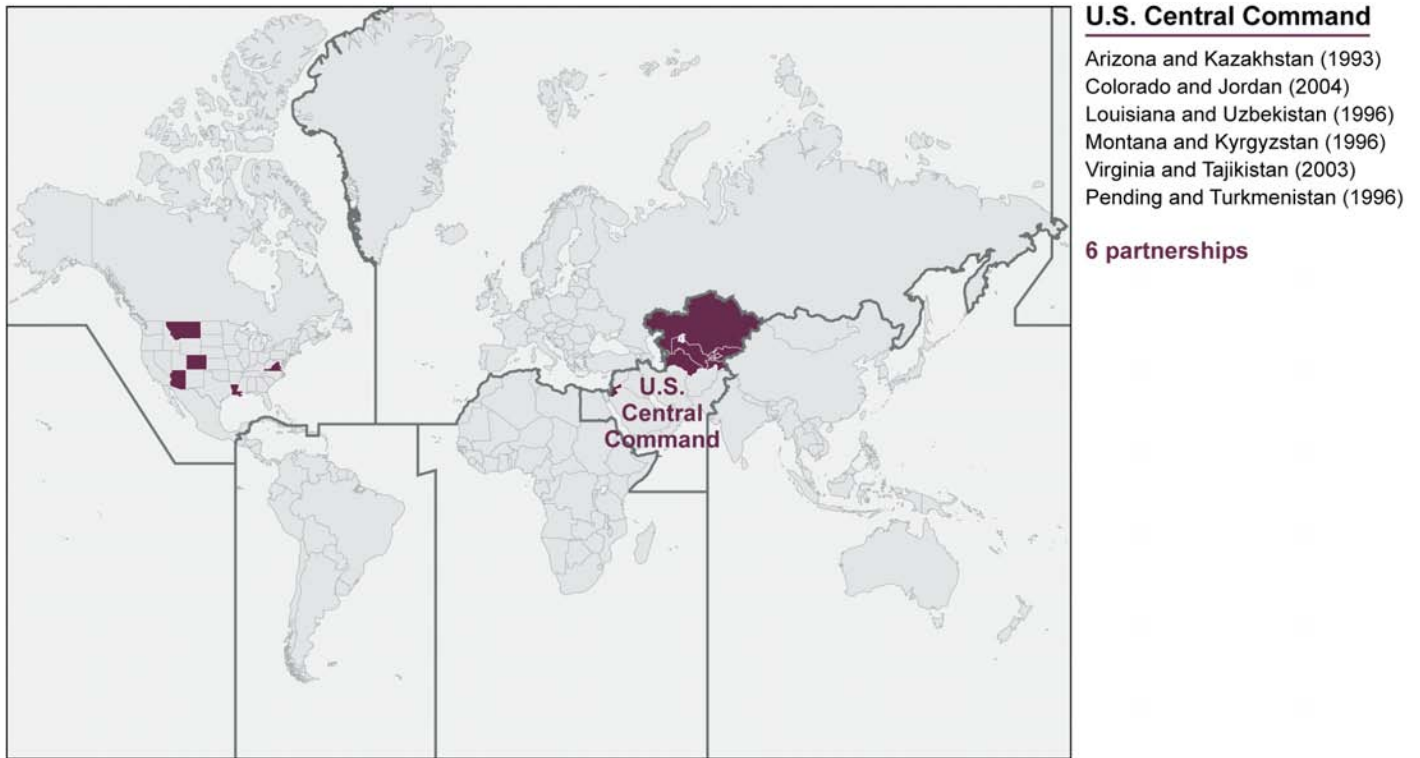 U.S. Central Command
Arizona and Kazakhstan (1993)
Colorado and Jordan (2004)
Louisiana and Uzbekistan (1996)
Montana and Kyrgyzstan (1996)
Virginia and Tajikistan (2003)
Pending and Turkmenistan (1996)
6 partnerships
U.S.
Central
Command